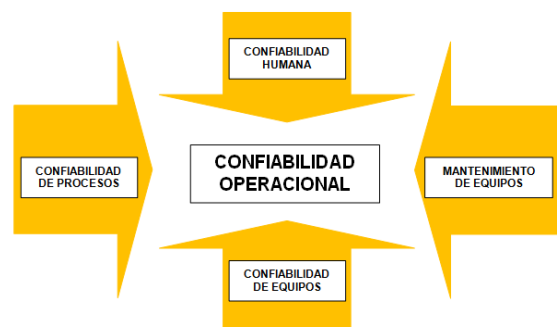 CONFIABILIDAD
HUMANA
CONFIABILIDAD
DE PROCESOS
CONFIABILIDAD
OPERACIONAL
MANTENIMIENTO
DE EQUIPOS
CONFIABILIDAD
DE EQUIPOS